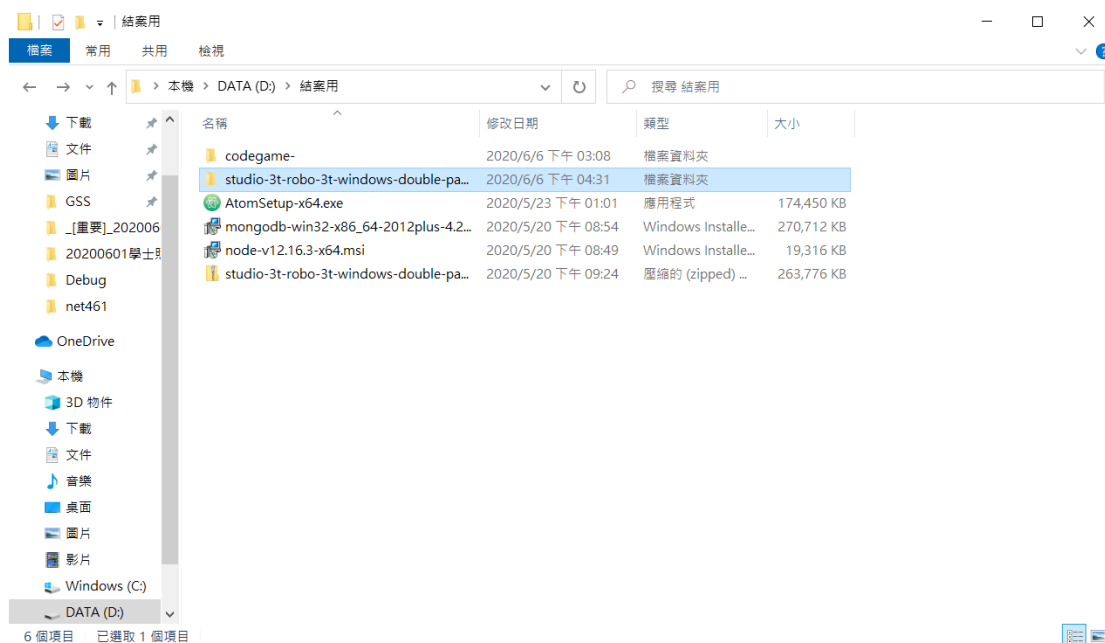 結案用
檔案 常用 共用 檢視
本機 > DATA (D:) > 結案用 搜尋 結案用
名稱 修改日期 類型 大小
codegame- 2020/6/6 下午 03:08 檔案資料夾
studio-3t-robo-3t-windows-double-pa... 2020/6/6 下午 04:31 檔案資料夾
AtomSetup-x64.exe 2020/5/23 下午 01:01 應用程式 174,450 KB
mongodb-win32-x86_64-2012plus-4.2... 2020/5/20 下午 08:54 Windows Installe... 270,712 KB
node-v12.16.3-x64.msi 2020/5/20 下午 08:49 Windows Installe... 19,316 KB
studio-3t-robo-3t-windows-double-pa... 2020/5/20 下午 09:24 壓縮的 (zipped) ... 263,776 KB
下載
文件
圖片
GSS
_[重要]_202006
20200601學士
Debug
net461
OneDrive
本機
3D 物件
下載
文件
音樂
桌面
圖片
影片
Windows (C:)
DATA (D:)
6 個項目 已選取 1 個項目